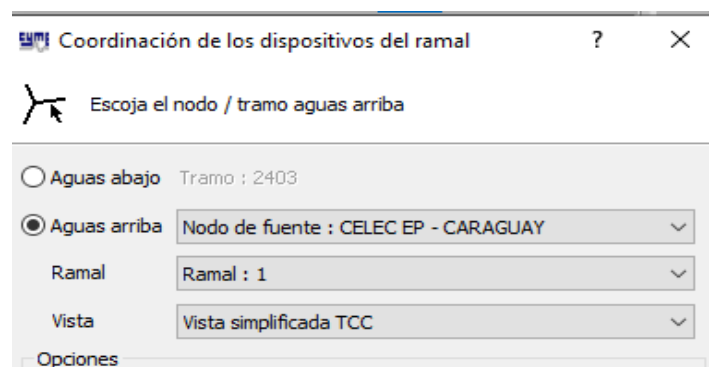 CYME Coordinación de los dispositivos del ramal ? ×
Escoja el nodo / tramo aguas arriba
Aguas abajo Tramo : 2403
Aguas arriba Nodo de fuente : CELEC EP - CARAGUAY
Ramal Ramal : 1
Vista Vista simplificada TCC
Opciones